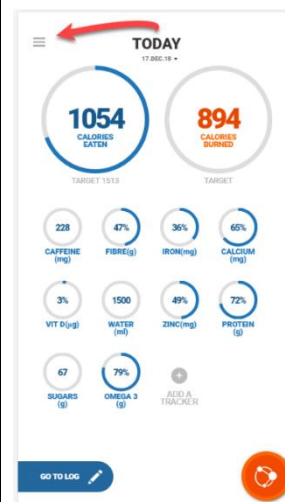 TODAY
17.DEC.18
1054
CALORIES
EATEN
894
CALORIES
BURNED
TARGET 1513
TARGET
228
47%
36%
65%
CAFFEINE
(mg)
FIBRE(g)
IRON(mg)
CALCIUM
(mg)
3%
1500
49%
72%
VIT D(µg)
WATER
(ml)
ZINC(mg)
PROTEIN
(g)
67
79%
SUGARS
(g)
OMEGA 3
(g)
ADD A
TRACKER
GO TO LOG